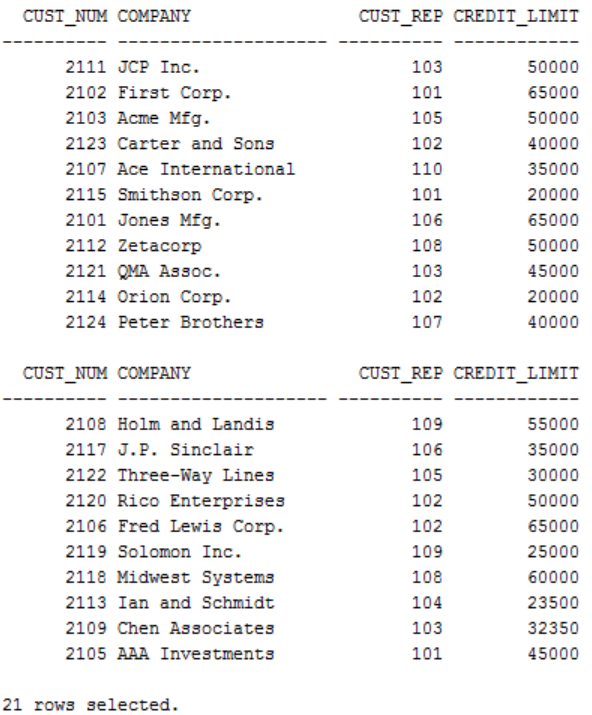 CUST_NUM COMPANY CUST_REP CREDIT_LIMIT
---------- -------------------- ---------- ------------
2111 JCP Inc. 103 50000
2102 First Corp. 101 65000
2103 Acme Mfg. 105 50000
2123 Carter and Sons 102 40000
2107 Ace International 110 35000
2115 Smithson Corp. 101 20000
2101 Jones Mfg. 106 65000
2112 Zetacorp 108 50000
2121 QMA Assoc. 103 45000
2114 Orion Corp. 102 20000
2124 Peter Brothers 107 40000
CUST_NUM COMPANY CUST_REP CREDIT_LIMIT
---------- -------------------- ---------- ------------
2108 Holm and Landis 109 55000
2117 J.P. Sinclair 106 35000
2122 Three-Way Lines 105 30000
2120 Rico Enterprises 102 50000
2106 Fred Lewis Corp. 102 65000
2119 Solomon Inc. 109 25000
2118 Midwest Systems 108 60000
2113 Ian and Schmidt 104 23500
2109 Chen Associates 103 32350
2105 AAA Investments 101 45000
21 rows selected.